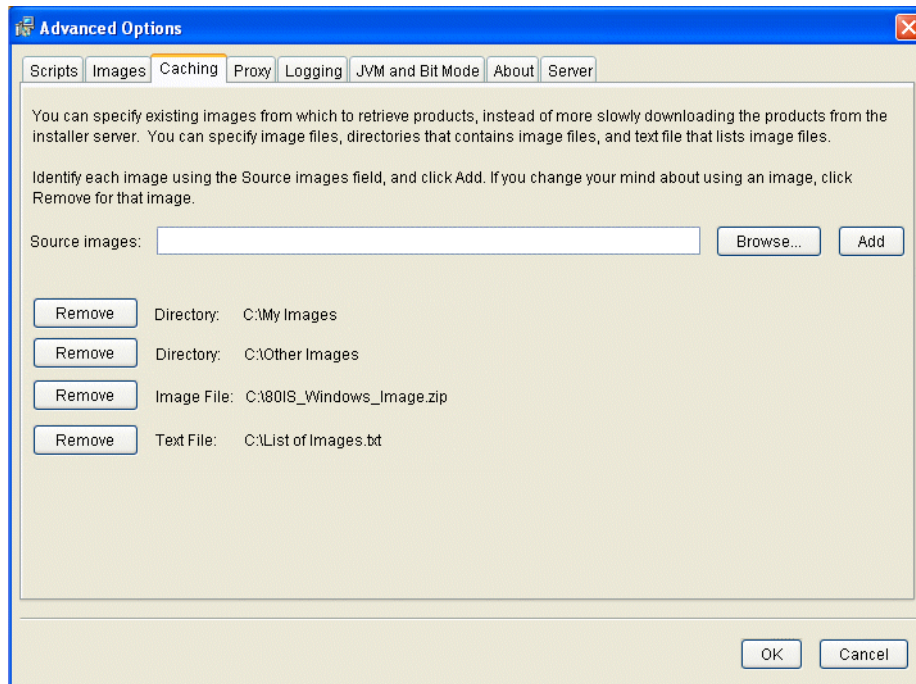 Advanced Options
Scripts Images Caching Proxy Logging JVM and Bit Mode About Server
You can specify existing images from which to retrieve products, instead of more slowly downloading the products from the
installer server. You can specify image files, directories that contains image files, and text file that lists image files.
Identify each image using the Source images field, and click Add. If you change your mind about using an image, click
Remove for that image.
Source images: Browse... Add
Remove Directory: C:\My Images
Remove Directory: C:\Other Images
Remove Image File: C:\80IS_Windows_Image.zip
Remove Text File: C:\List of Images.txt
OK Cancel